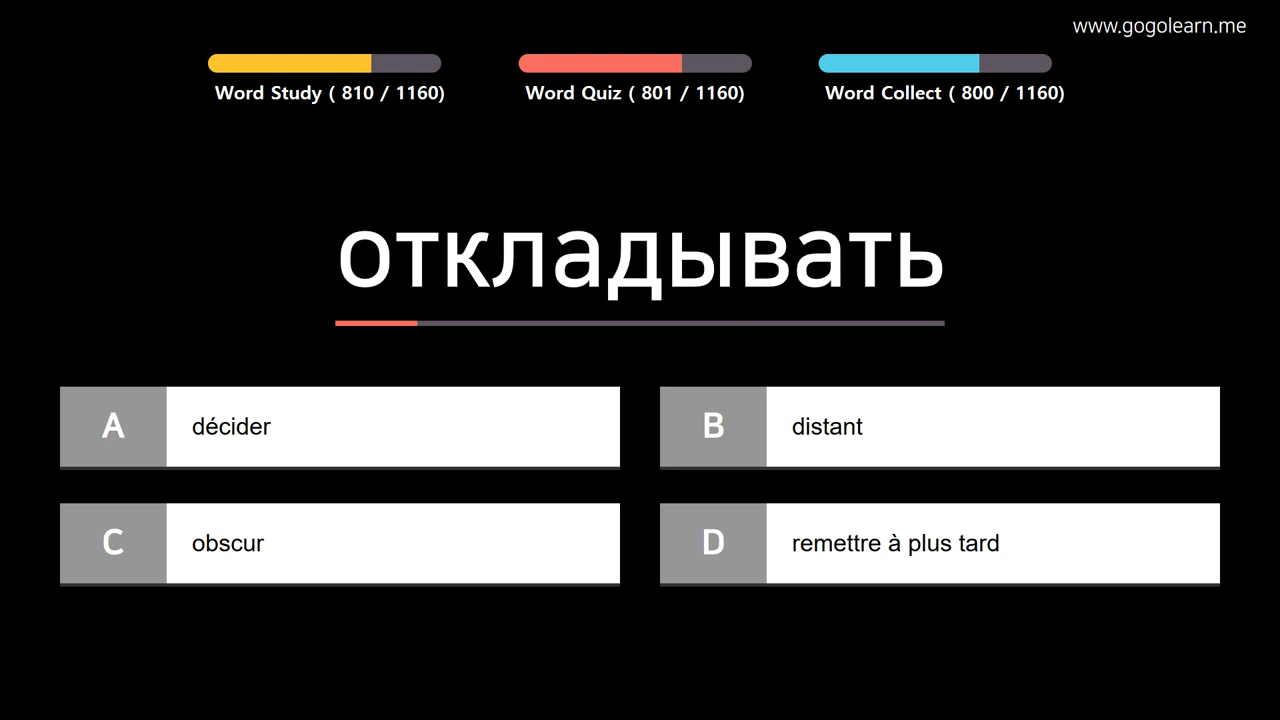 www.gogolearn.me
Word Study ( 810 / 1160)
Word Quiz ( 801 / 1160)
Word Collect ( 800 / 1160)
откладывать
A
décider
B
distant
C
obscur
D
remettre à plus tard